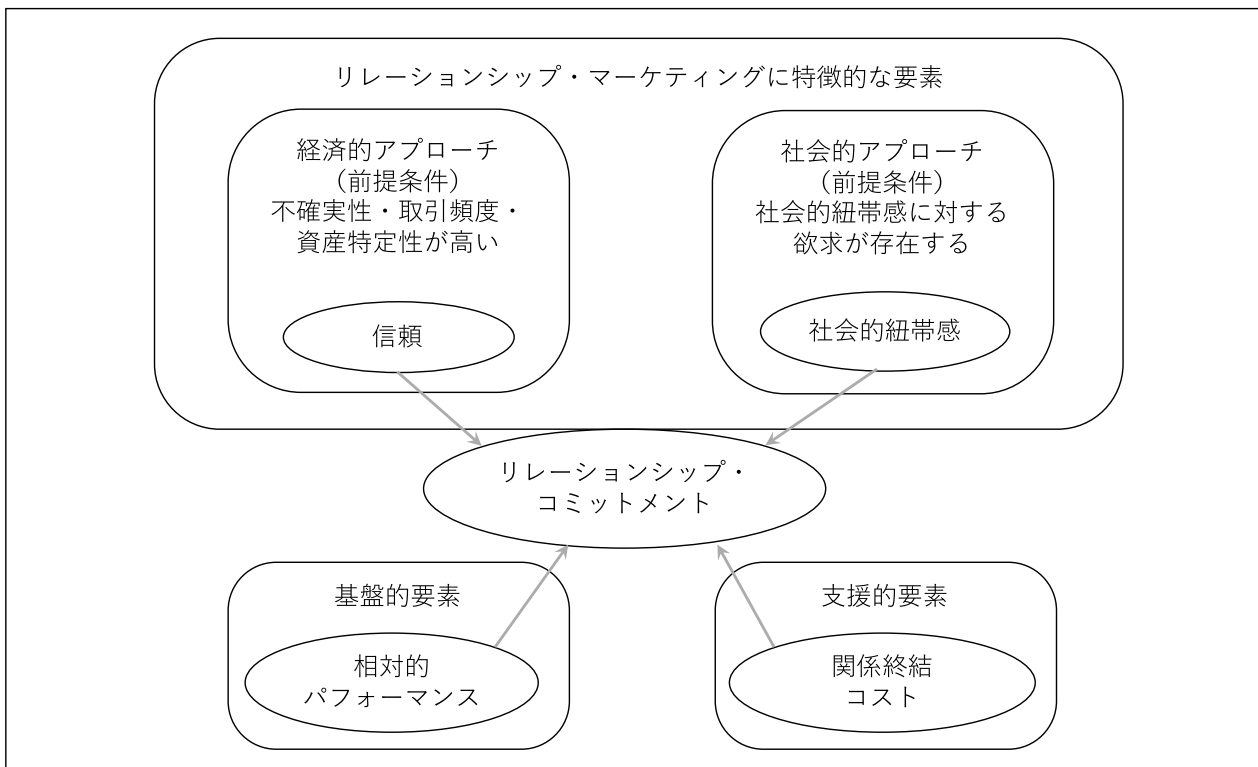 リレーションシップ・マーケティングに特徴的な要素
経済的アプローチ
（前提条件）
不確実性・取引頻度・
資産特定性が高い
信頼
社会的アプローチ
（前提条件）
社会的紐帯感に対する
欲求が存在する
社会的紐帯感
リレーションシップ・
コミットメント
基盤的要素
相対的
パフォーマンス
支援的要素
関係終結
コスト